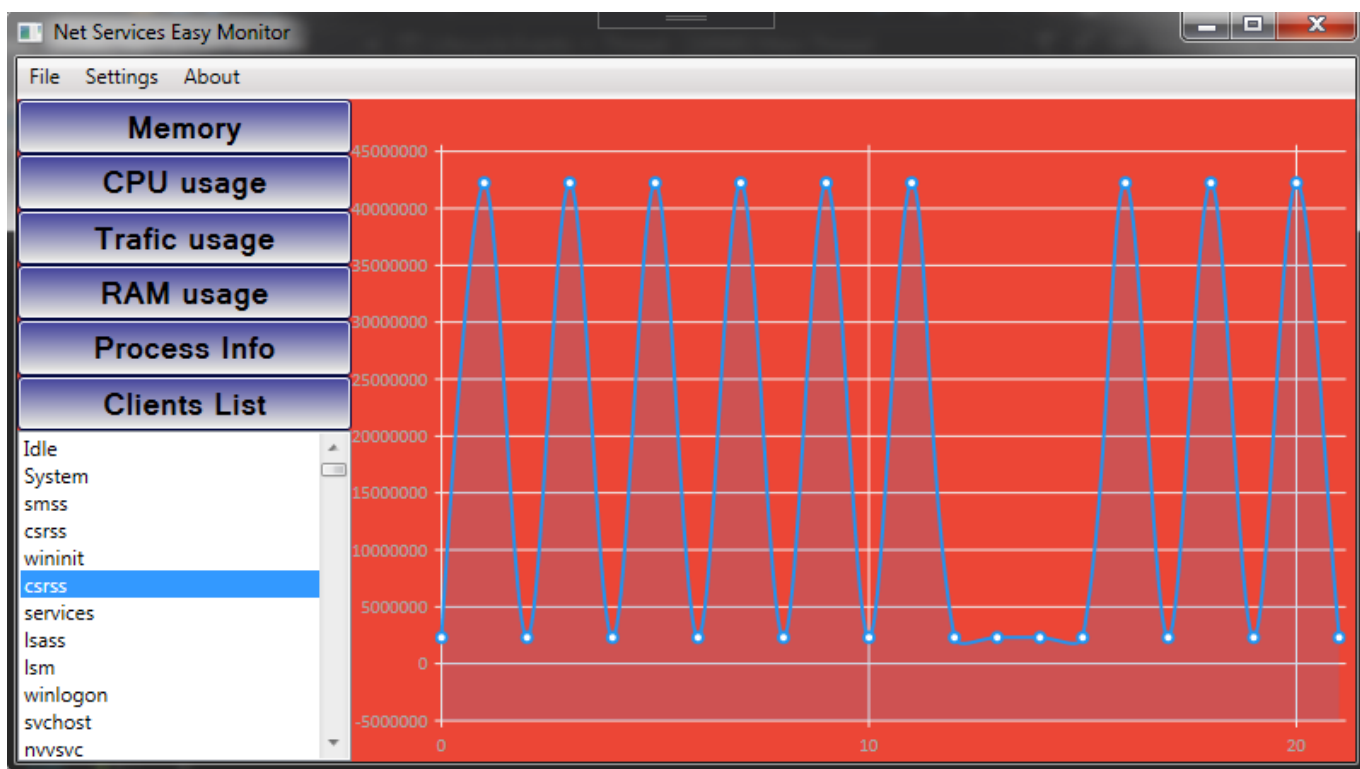 Net Services Easy Monitor
File Settings About
Memory
CPU usage
Trafic usage
RAM usage
Process Info
Clients List
Idle
System
smss
csrss
wininit
csrss
services
lsass
lsm
winlogon
svchost
nvvsvc
45000000
40000000
35000000
30000000
25000000
20000000
15000000
10000000
5000000
0
-5000000
0 10 20